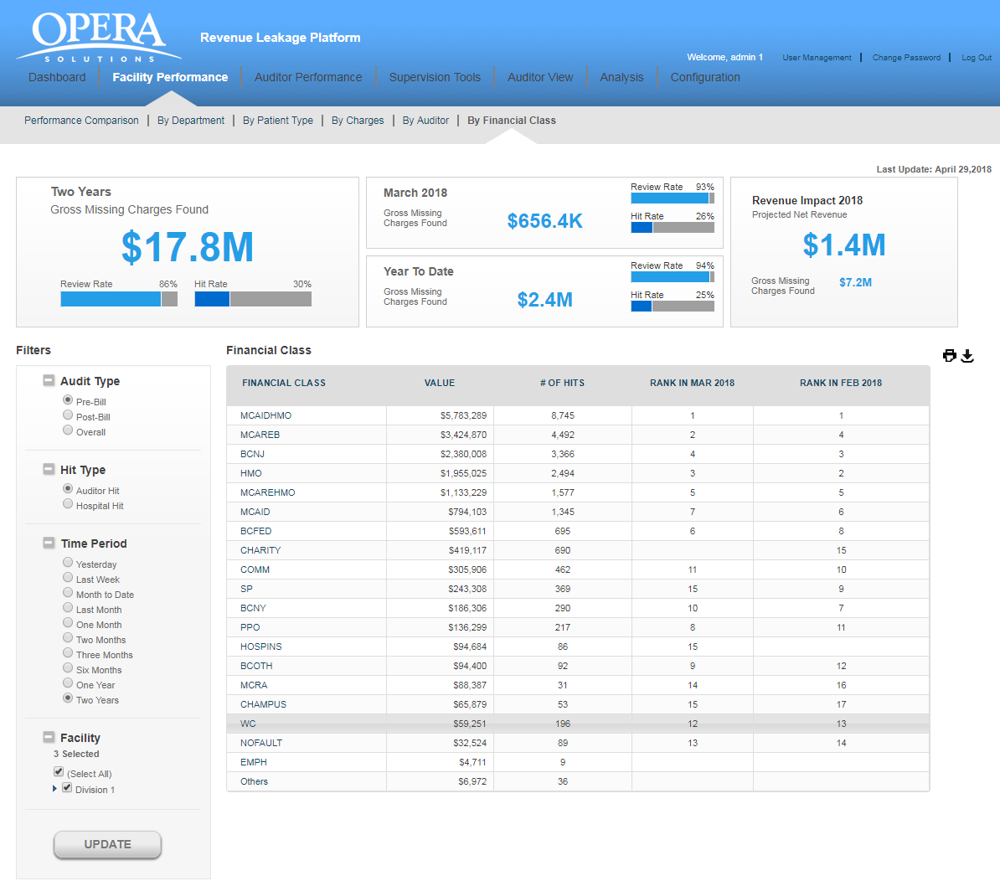 OPERA
SOLUTIONS
Revenue Leakage Platform
Welcome, admin 1 User Management | Change Password | Log Out
Dashboard Facility Performance Auditor Performance Supervision Tools Auditor View Analysis Configuration
Performance Comparison | By Department | By Patient Type | By Charges | By Auditor | By Financial Class
Last Update: April 29,2018
Two Years
Gross Missing Charges Found
$17.8M
Review Rate 86% Hit Rate 30%
March 2018
Gross Missing
Charges Found
$656.4K
Review Rate 93%
Hit Rate 26%
Year To Date
Gross Missing
Charges Found
$2.4M
Review Rate 94%
Hit Rate 25%
Revenue Impact 2018
Projected Net Revenue
$1.4M
Gross Missing
Charges Found
$7.2M
Filters
Audit Type
Pre-Bill
Post-Bill
Overall
Hit Type
Auditor Hit
Hospital Hit
Time Period
Yesterday
Last Week
Month to Date
Last Month
One Month
Two Months
Three Months
Six Months
One Year
Two Years
Facility
3 Selected
(Select All)
Division 1
UPDATE
Financial Class
FINANCIAL CLASS VALUE # OF HITS RANK IN MAR 2018 RANK IN FEB 2018
MCAIDHMO $5,783,289 8,745 1 1
MCAREB $3,424,870 4,492 2 4
BCNJ $2,380,008 3,366 4 3
HMO $1,955,025 2,494 3 2
MCAREHMO $1,133,229 1,577 5 5
MCAID $794,103 1,345 7 6
BCFED $593,611 695 6 8
CHARITY $419,117 690 15
COMM $305,906 462 11 10
SP $243,308 369 15 9
BCNY $186,306 290 10 7
PPO $136,299 217 8 11
HOSPINS $94,684 86 15
BCOTH $94,400 92 9 12
MCRA $88,387 31 14 16
CHAMPUS $65,879 53 15 17
WC $59,251 196 12 13
NOFAULT $32,524 89 13 14
EMPH $4,711 9
Others $6,972 36